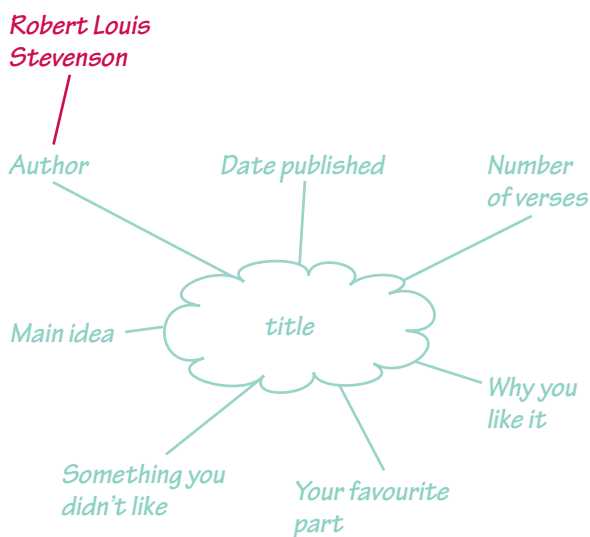 Robert Louis
Stevenson
Author
Date published
Number
of verses
Main idea
title
Why you
like it
Something you
didn't like
Your favourite
part